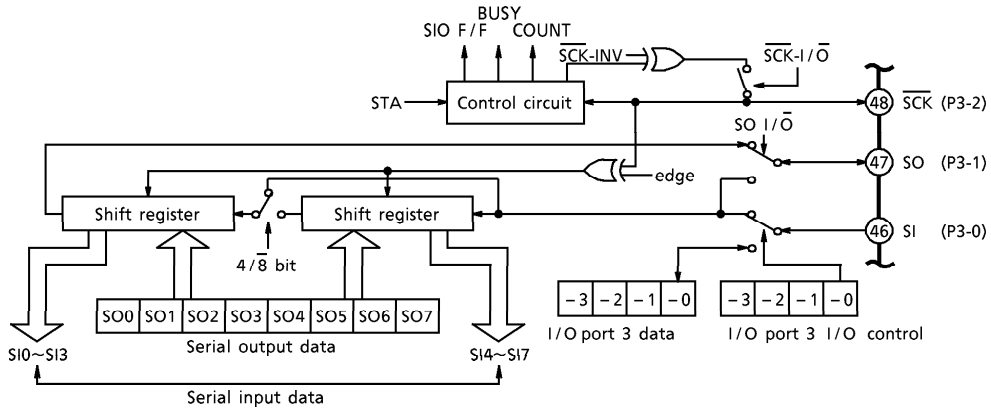 BUSY
SIO F/F COUNT
S̅C̅K̅-INV
S̅C̅K̅-I/O̅
STA
Control circuit
48 S̅C̅K̅ (P3-2)
SO I/O̅
47 SO (P3-1)
edge
Shift register
Shift register
46 SI (P3-0)
4/8̅ bit
SO0 SO1 SO2 SO3 SO4 SO5 SO6 SO7
-3 -2 -1 -0
-3 -2 -1 -0
Serial output data
I/O port 3 data
I/O port 3 I/O control
SI0~SI3
SI4~SI7
Serial input data